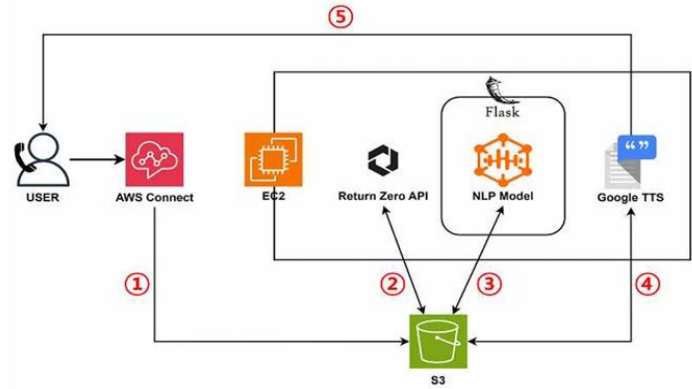 ⑤
Flask
“ ”
USER
AWS Connect
EC2
Return Zero API
NLP Model
Google TTS
①
②
③
④
S3